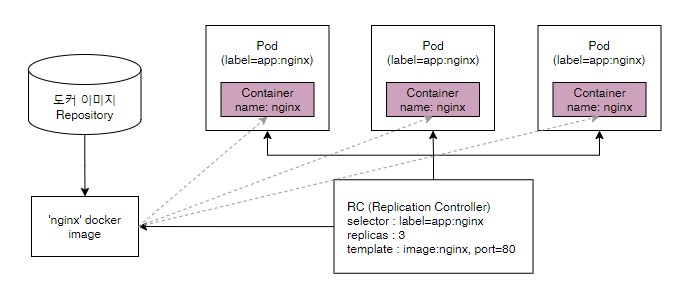 Pod
(label=app:nginx)
Container
name: nginx
Pod
(label=app:nginx)
Container
name: nginx
Pod
(label=app:nginx)
Container
name: nginx
도커 이미지
Repository
'nginx' docker
image
RC (Replication Controller)
selector : label=app:nginx
replicas : 3
template : image:nginx, port=80